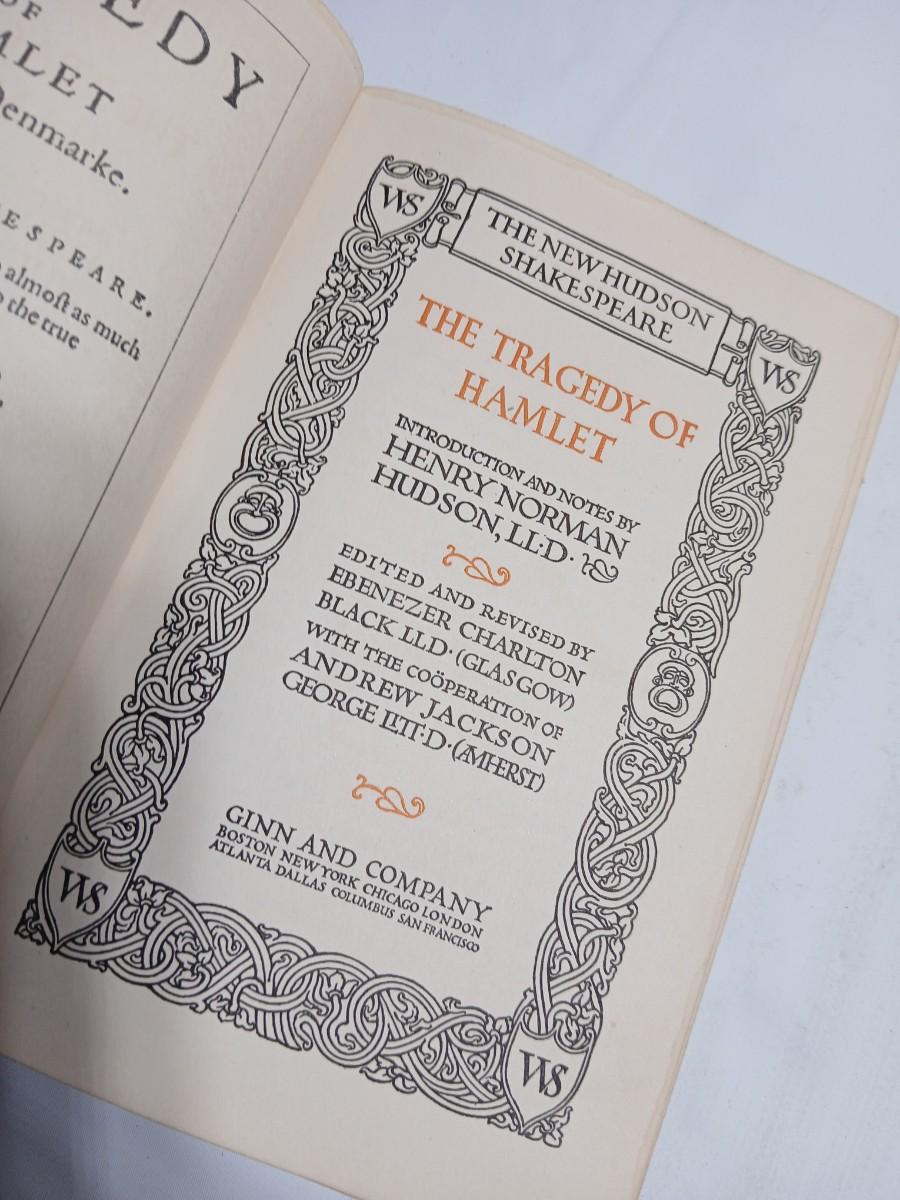 EDY
OF
MLET
Denmarke.
ESPEARE.
almoſt as much
the true
WS
THE NEW HUDSON
SHAKESPEARE
WS
THE TRAGEDY OF
HAMLET
INTRODUCTION AND NOTES BY
HENRY NORMAN
HUDSON, LL·D·
EDITED AND REVISED BY
EBENEZER CHARLTON
BLACK LLD· (GLASGOW)
WITH THE COÖPERATION OF
ANDREW JACKSON
GEORGE LITT·D· (AMHERST)
GINN AND COMPANY
BOSTON NEW YORK CHICAGO LONDON
ATLANTA DALLAS COLUMBUS SAN FRANCISCO
WS
WS